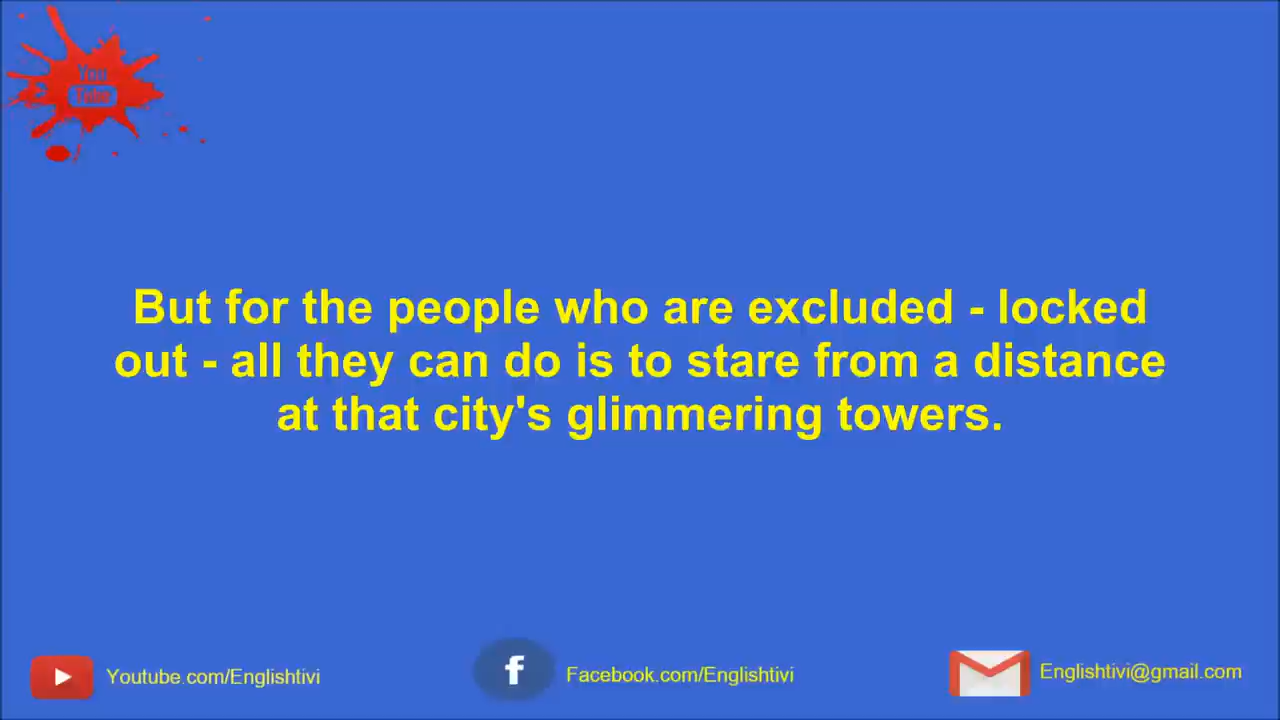 You
Tube
But for the people who are excluded - locked
out - all they can do is to stare from a distance
at that city's glimmering towers.
Youtube.com/Englishtivi
f
Facebook.com/Englishtivi
Englishtivi@gmail.com